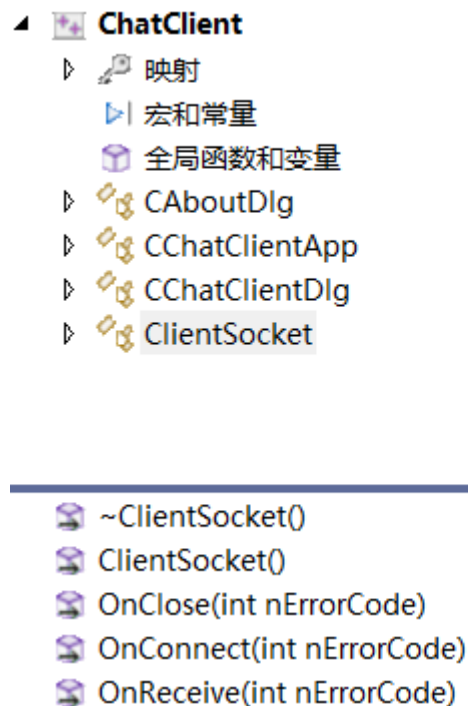 ChatClient
映射
宏和常量
全局函数和变量
CAboutDlg
CChatClientApp
CChatClientDlg
ClientSocket
~ClientSocket()
ClientSocket()
OnClose(int nErrorCode)
OnConnect(int nErrorCode)
OnReceive(int nErrorCode)